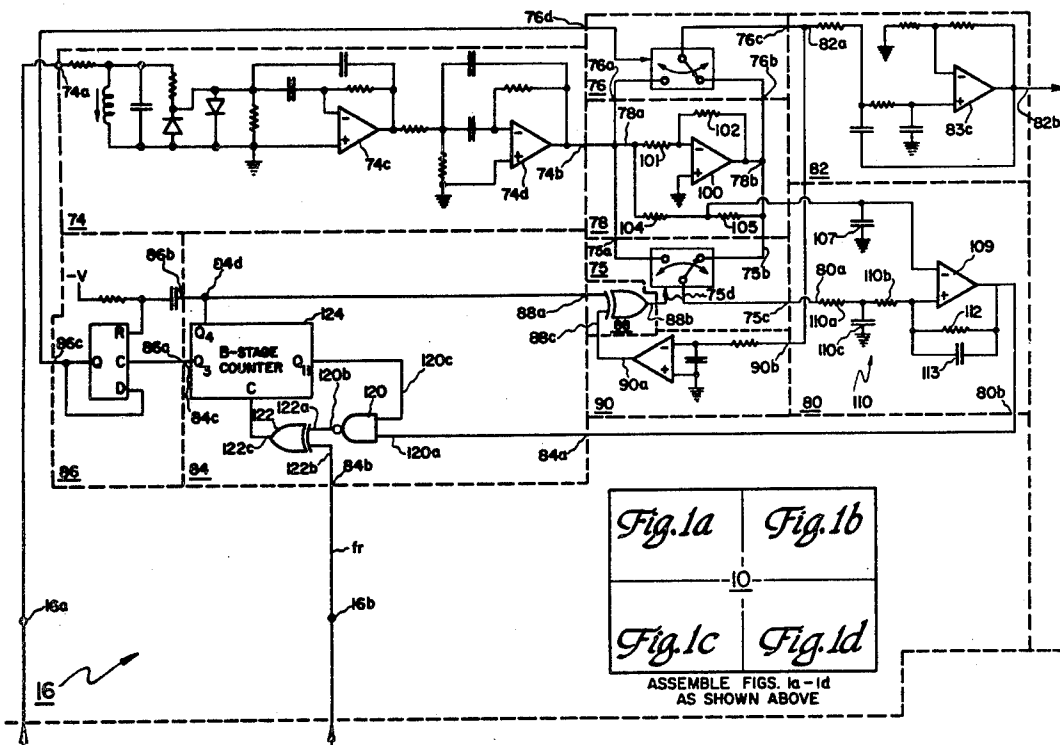 76d
76c
82a
74a
76a
76
76b
83c
82b
102
78a
101
74c
74d
74b
100
78b
82
74
78
104
105
75a
107
109
86b
84d
75
75b
80a
110b
-V
88a
88
88b
75d
75c
110a
112
124
88c
110c
R
Q4
86c
Q
C
86a
Q3
B-STAGE
COUNTER
Q11
120c
90a
90b
113
D
C
120b
120
110
84c
122
122a
80b
122c
120a
84a
90
80
86
84
122b
84b
fr
Fig.1a
Fig.1b
10
16a
16b
Fig.1c
Fig.1d
16
ASSEMBLE FIGS. 1a-1d
AS SHOWN ABOVE